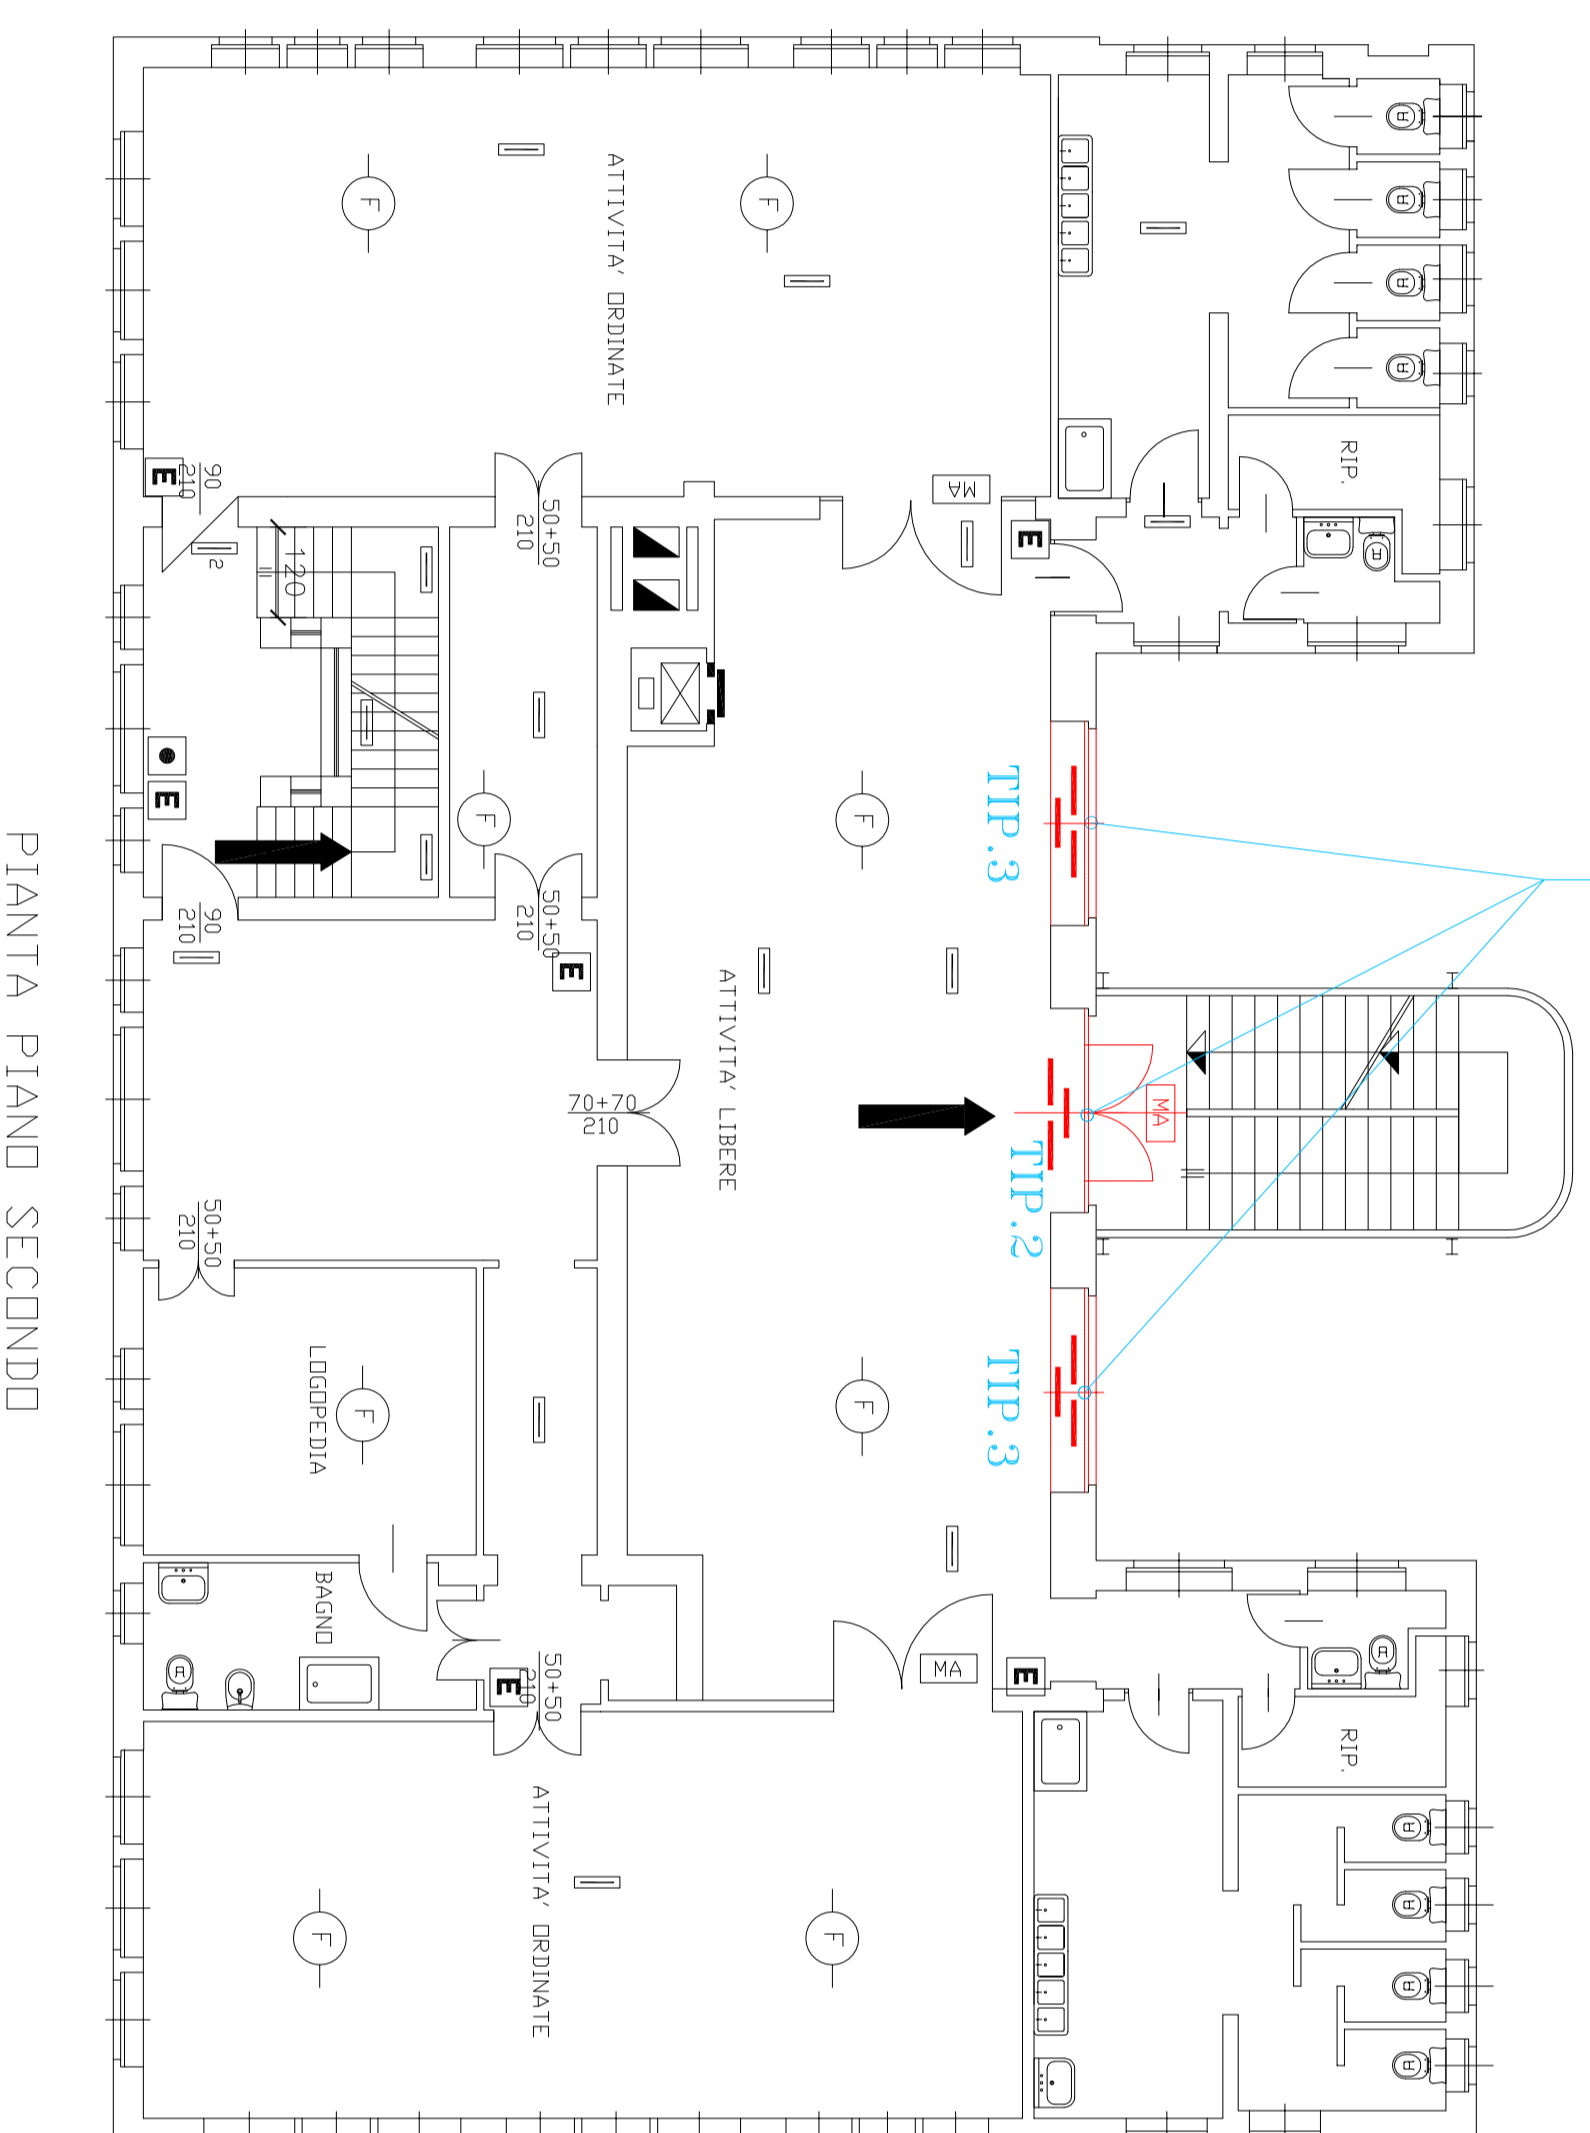 PIANTA PIANO SECONDO
ATTIVITA' ORDINATE
F
F
RIP.
R
R
R
R
R
MA
E
E
90
210
50+50
210
120
2
E
F
F
90
210
50+50
210
E
TIP.3
ATTIVITA' LIBERE
70+70
210
MA
TIP.2
50+50
210
LOGOPEDIA
F
F
TIP.3
BAGNO
R
E
50+50
210
MA
E
R
RIP.
ATTIVITA' ORDINATE
F
F
R
R
R
R